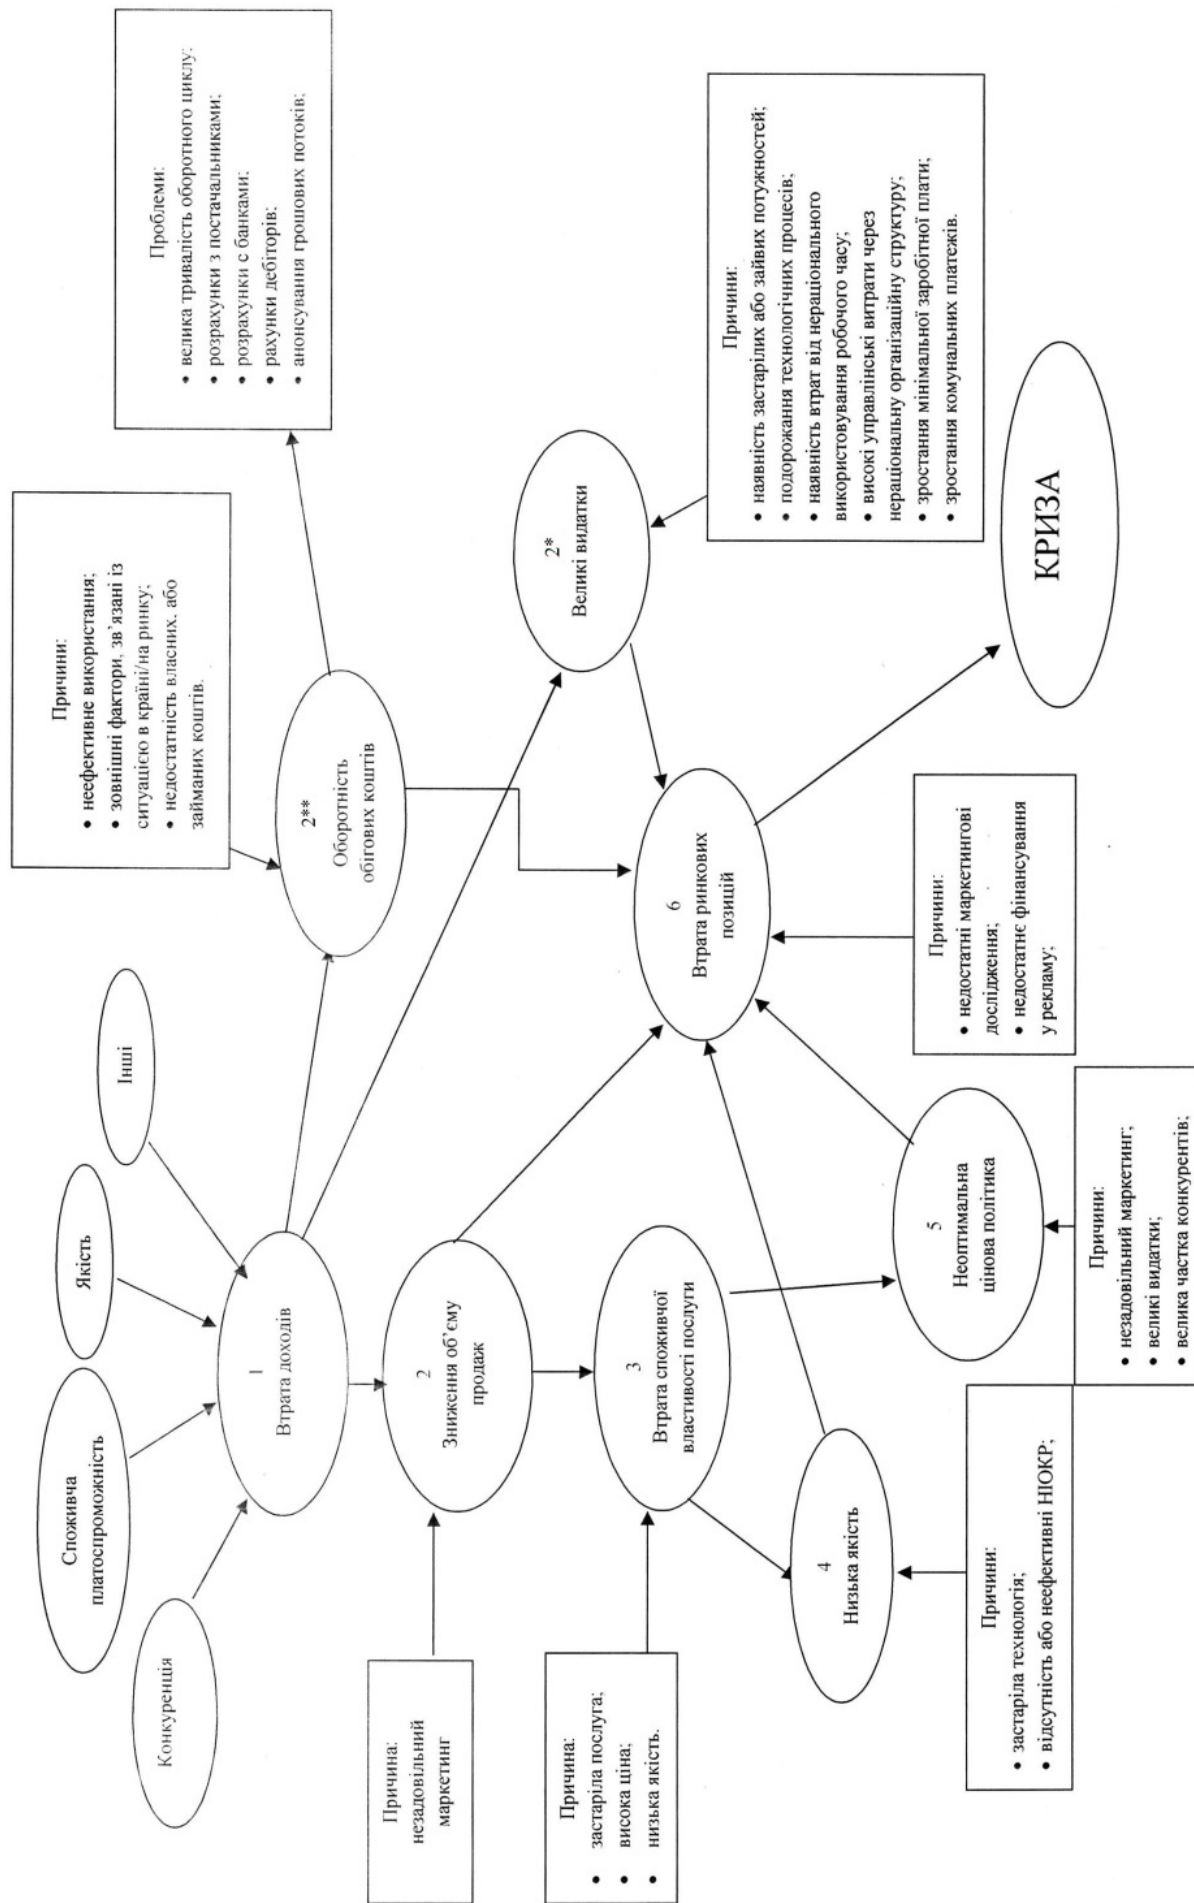 Конкуренція
Споживча
платоспроможність
Якість
Інші
Причини:
• неефективне використання;
• зовнішні фактори, зв’язані із
ситуацією в країні/на ринку;
• недостатність власних, або
займаних коштів.
Проблеми:
• велика тривалість оборотного циклу;
• розрахунки з постачальниками;
• розрахунки с банками;
• рахунки дебіторів;
• анонсування грошових потоків;
1
Втрата доходів
2**
Оборотність
обігових коштів
Причина:
незадовільний
маркетинг
2
Зниження об’єму
продаж
2*
Великі видатки
Причина:
• застаріла послуга;
• висока ціна;
• низька якість.
3
Втрата споживчої
властивості послуги
6
Втрата ринкових
позицій
Причини:
• наявність застарілих або зайвих потужностей;
• подорожання технологічних процесів;
• наявність втрат від нераціонального
використовування робочого часу;
• високі управлінські витрати через
нераціональну організаційну структуру;
• зростання мінімальної заробітної плати;
• зростання комунальних платежів.
4
Низька якість
5
Неоптимальна
цінова політика
Причини:
• недостатні маркетингові
дослідження;
• недостатнє фінансування
у рекламу;
КРИЗА
Причини:
• застаріла технологія;
• відсутність або неефективні НІОКР;
Причини:
• незадовільний маркетинг;
• великі видатки;
• велика частка конкурентів;